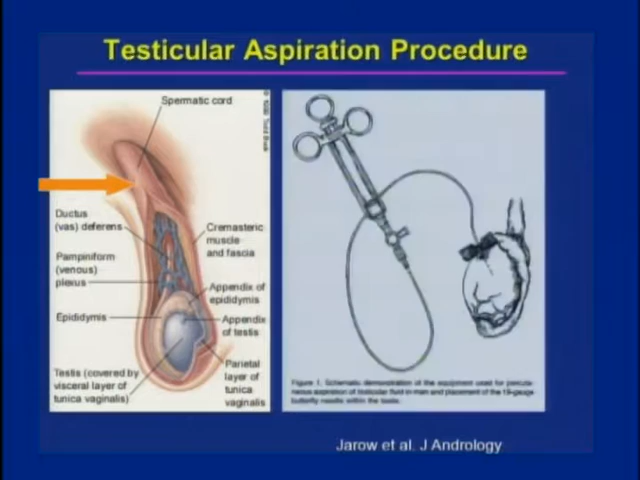 Testicular Aspiration Procedure
Spermatic cord
Ductus
(vas) deferens
Pampiniform
(venous)
plexus
Epididymis
Testis (covered by
visceral layer of
tunica vaginalis)
Cremasteric
muscle
and fascia
Appendix of
epididymis
Appendix
of testis
Parietal
layer of
tunica
vaginalis
Figure 1. Schematic demonstration of the equipment used for percuta-
neous aspiration of testicular fluid in man and placement of the 19-gauge
butterfly needle within the testis.
Jarow et al. J Andrology